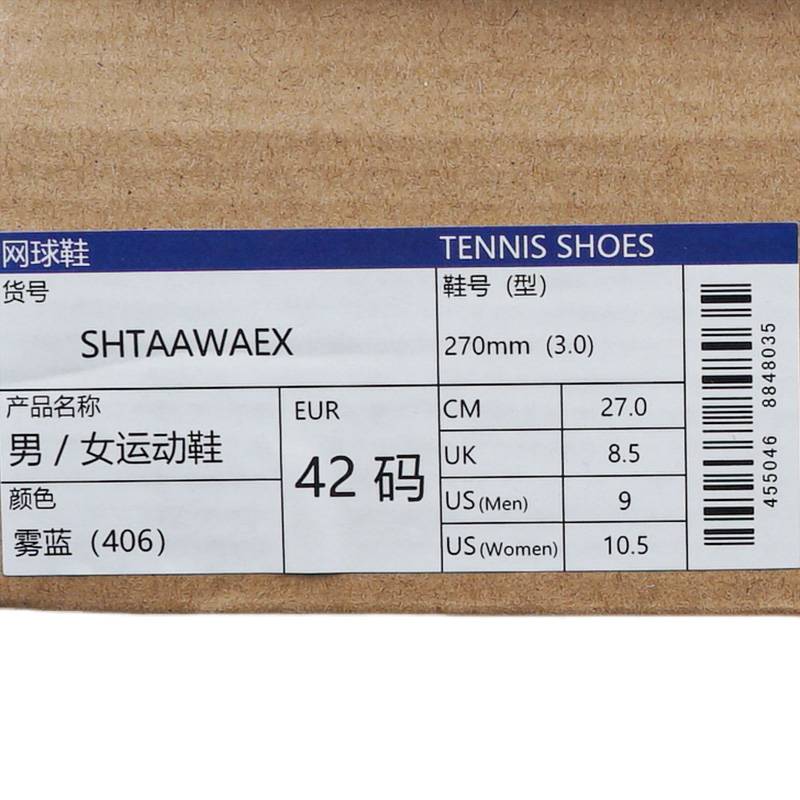 网球鞋
TENNIS SHOES
货号
SHTAAWAEX
鞋号（型）
270mm（3.0）
产品名称
男 / 女运动鞋
颜色
雾蓝（406）
EUR
42 码
CM 27.0
UK 8.5
US(Men) 9
US(Women) 10.5
455046 8848035